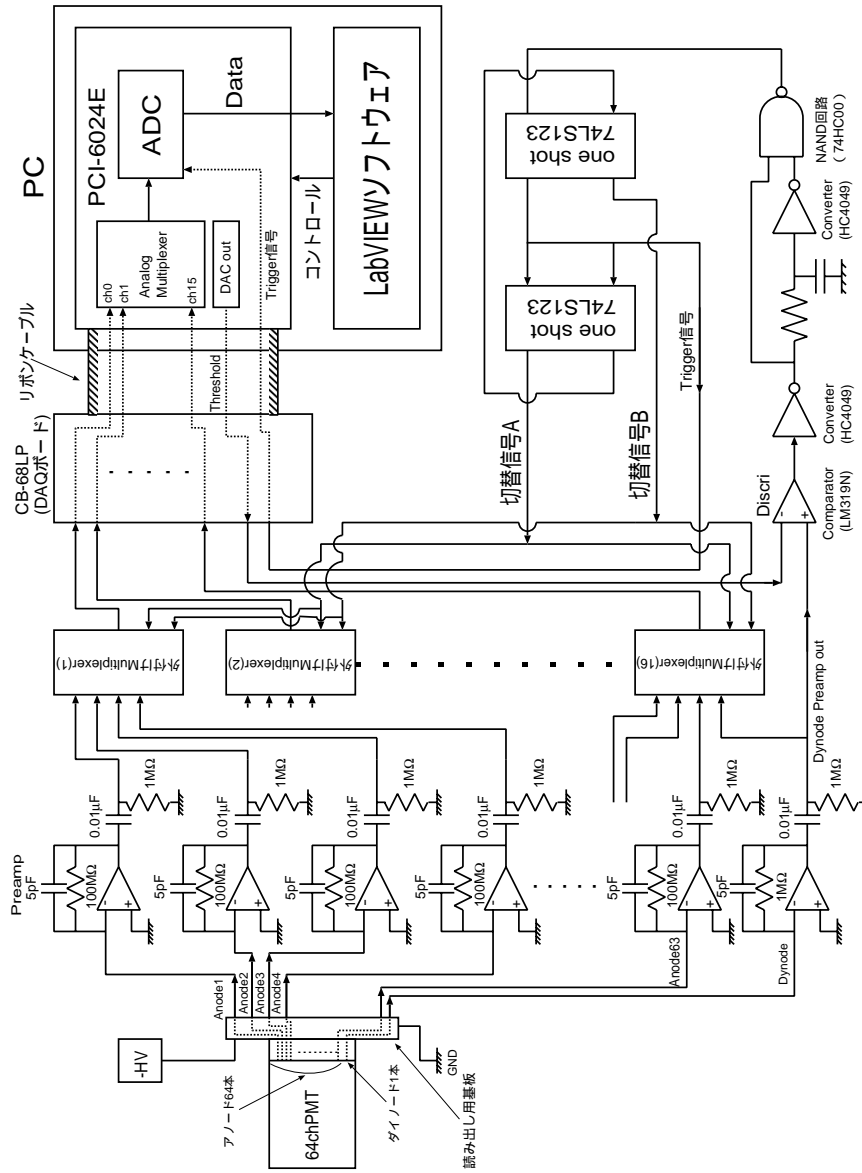 PC
PCI-6024E
ADC
Data
ch0
ch1
Analog
Multiplexer
ch15
DAC out
Trigger信号
コントロール
LabVIEWソフトウェア
リボンケーブル
CB-68LP
(DAQボード)
Threshold
one shot
74LS123
one shot
74LS123
切替信号A
切替信号B
Trigger信号
NAND回路
(74HC00)
Converter
(HC4049)
Converter
(HC4049)
Discri
Comparator
(LM319N)
-
+
外付けMultiplexer(1)
外付けMultiplexer(2)
外付けMultiplexer(16)
Dynode Preamp out
Preamp
5pF
100MΩ
-
+
0.01μF
1MΩ
5pF
100MΩ
-
+
0.01μF
1MΩ
5pF
100MΩ
-
+
0.01μF
1MΩ
5pF
100MΩ
-
+
0.01μF
1MΩ
5pF
100MΩ
-
+
0.01μF
1MΩ
5pF
1MΩ
-
+
0.01μF
1MΩ
Anode1
Anode2
Anode3
Anode4
Anode63
Dynode
-HV
GND
アノード64本
64chPMT
ダイノード1本
読み出し用基板